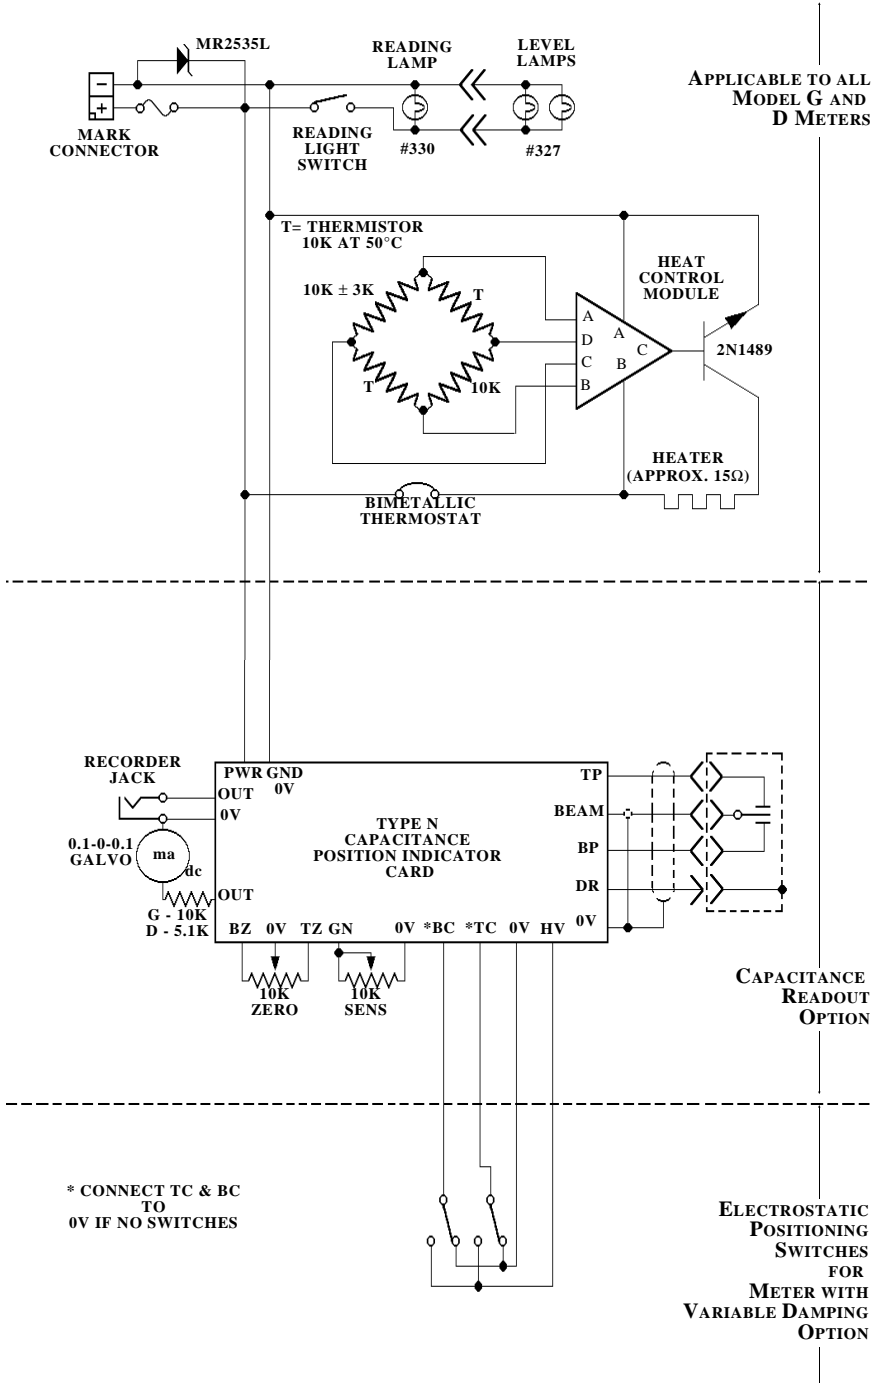 MR2535L
READING
LAMP
LEVEL
LAMPS
−
+
MARK
CONNECTOR
READING
LIGHT
SWITCH
#330
#327
APPLICABLE TO ALL
MODEL G AND
D METERS
T= THERMISTOR
10K AT 50°C
10K ± 3K
T
T
10K
HEAT
CONTROL
MODULE
A
D
C
B
A
B
C
2N1489
HEATER
(APPROX. 15Ω)
BIMETALLIC
THERMOSTAT
RECORDER
JACK
0.1-0-0.1
GALVO
ma
dc
G - 10K
D - 5.1K
PWR GND
0V
OUT
0V
OUT
TYPE N
CAPACITANCE
POSITION INDICATOR
CARD
TP
BEAM
BP
DR
0V
BZ 0V TZ GN 0V *BC *TC 0V HV
10K
ZERO
10K
SENS
CAPACITANCE
READOUT
OPTION
* CONNECT TC & BC
TO
0V IF NO SWITCHES
ELECTROSTATIC
POSITIONING
SWITCHES
FOR
METER WITH
VARIABLE DAMPING
OPTION